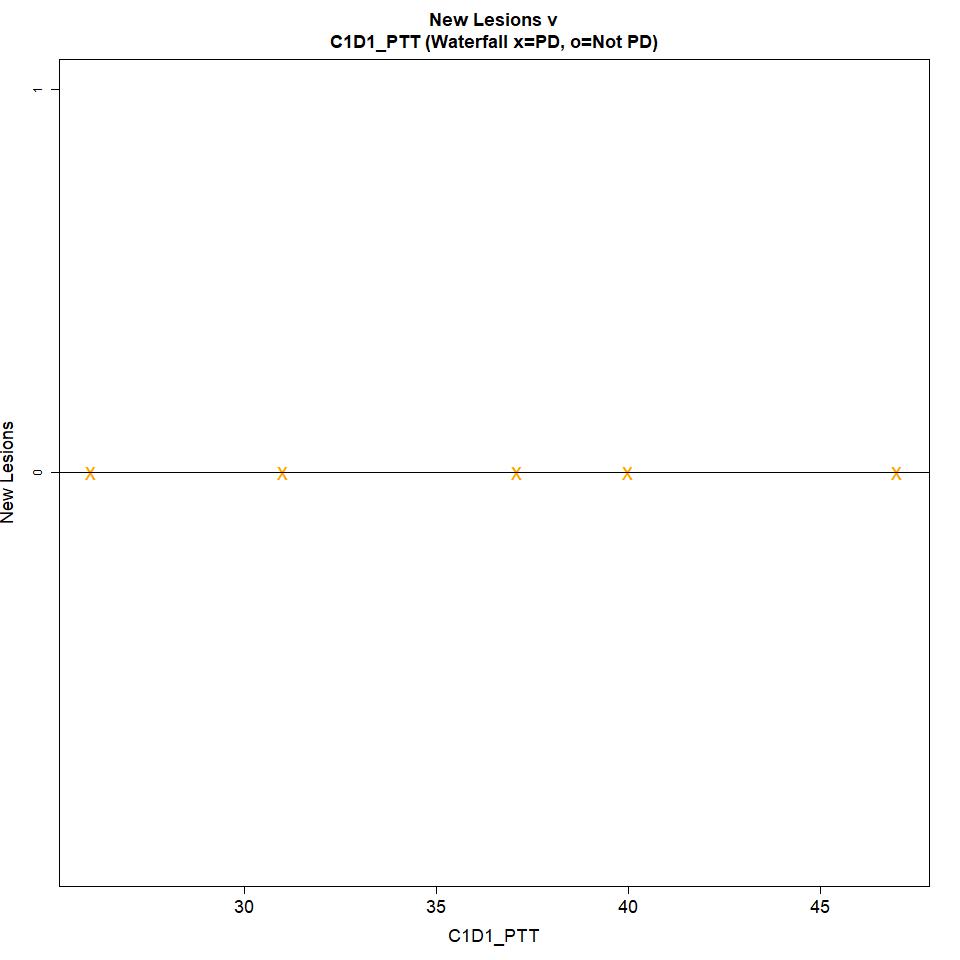 New Lesions v
C1D1_PTT (Waterfall x=PD, o=Not PD)
1
0
New Lesions
x x x x x
30 35 40 45
C1D1_PTT